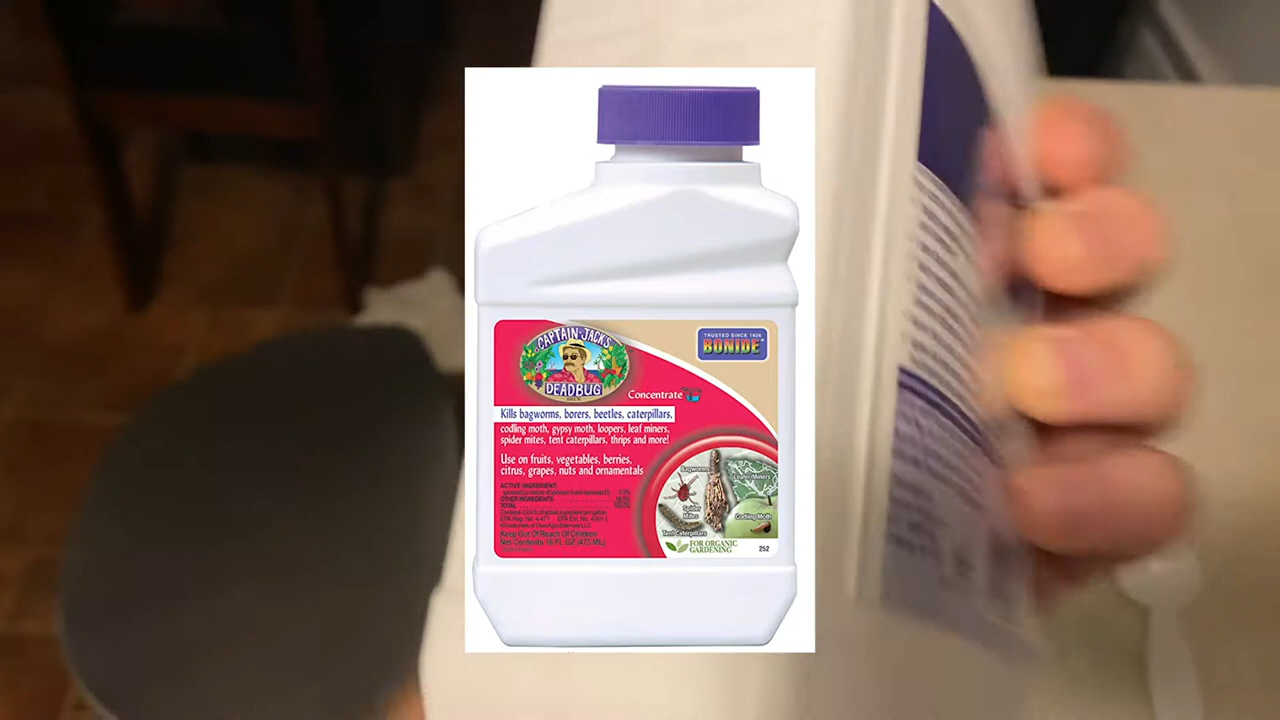 CAPTAIN JACK'S
DEADBUG
BREW
TRUSTED SINCE 1926
BONIDE
Concentrate
Kills bagworms, borers, beetles, caterpillars,
codling moth, gypsy moth, loopers, leaf miners,
spider mites, tent caterpillars, thrips and more!
Use on fruits, vegetables, berries,
citrus, grapes, nuts and ornamentals
ACTIVE INGREDIENT:
OTHER INGREDIENTS
TOTAL
Keep Out Of Reach Of Children
Net Contents 16 FL. OZ (473 ML)
Bagworms
Leaf Miners
Spider
Mites
Codling Moth
Tent Caterpillars
FOR ORGANIC
GARDENING
252